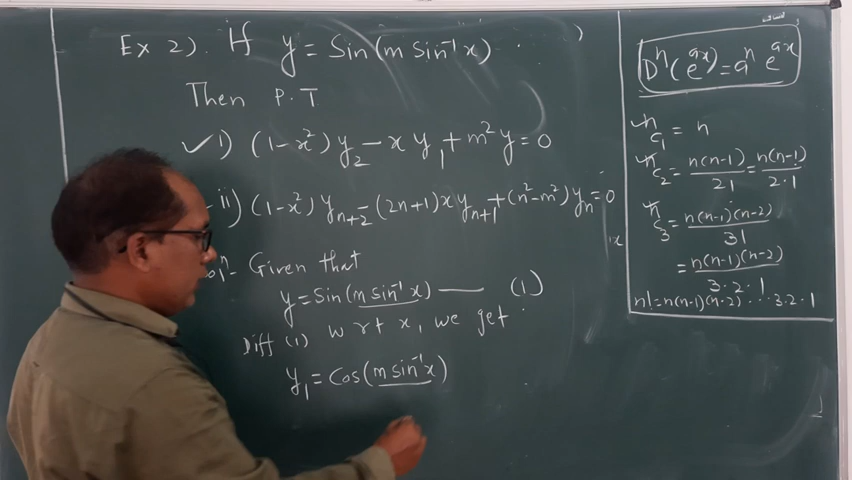 Ex 2). If y = Sin(m Sin⁻¹ x)
Then P.T
✓ i) (1-x²) y₂ - x y₁ + m² y = 0
ii) (1-x²) yₙ₊₂ - (2n+1) x yₙ₊₁ + (n²-m²) yₙ = 0
Given that
y = Sin(m sin⁻¹ x) —— (1)
Diff (1) w r t x, we get
y₁ = Cos(m sin⁻¹ x)
Dⁿ(eᵃˣ) = aⁿ eᵃˣ
ⁿc₁ = n
ⁿc₂ = n(n-1)/2! = n(n-1)/2·1
ⁿc₃ = n(n-1)(n-2)/3!
= n(n-1)(n-2)/3·2·1
n! = n(n-1)(n-2)...3·2·1